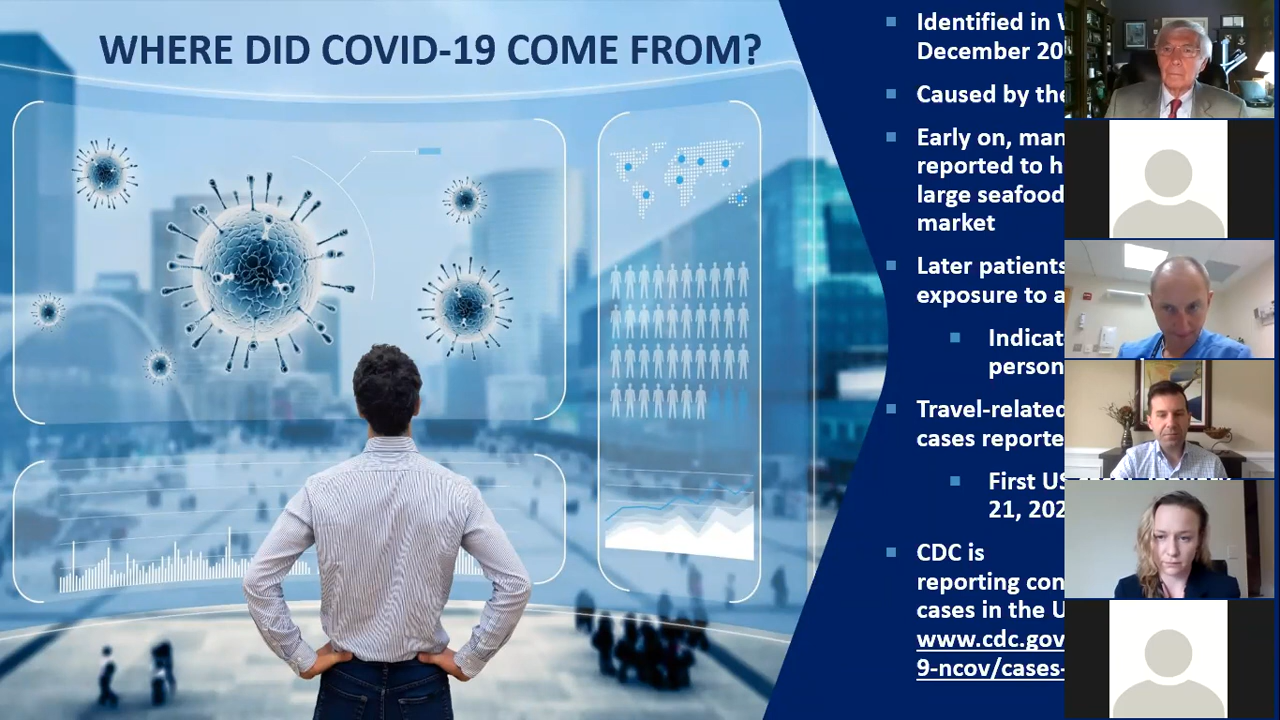 WHERE DID COVID-19 COME FROM?
Identified in
December 20
Caused by the
Early on, man
reported to h
large seafood
market
Later patients
exposure to a
Indicat
person
Travel-related
cases reporte
First US
21, 202
CDC is
reporting con
cases in the U
www.cdc.gov
9-ncov/cases-